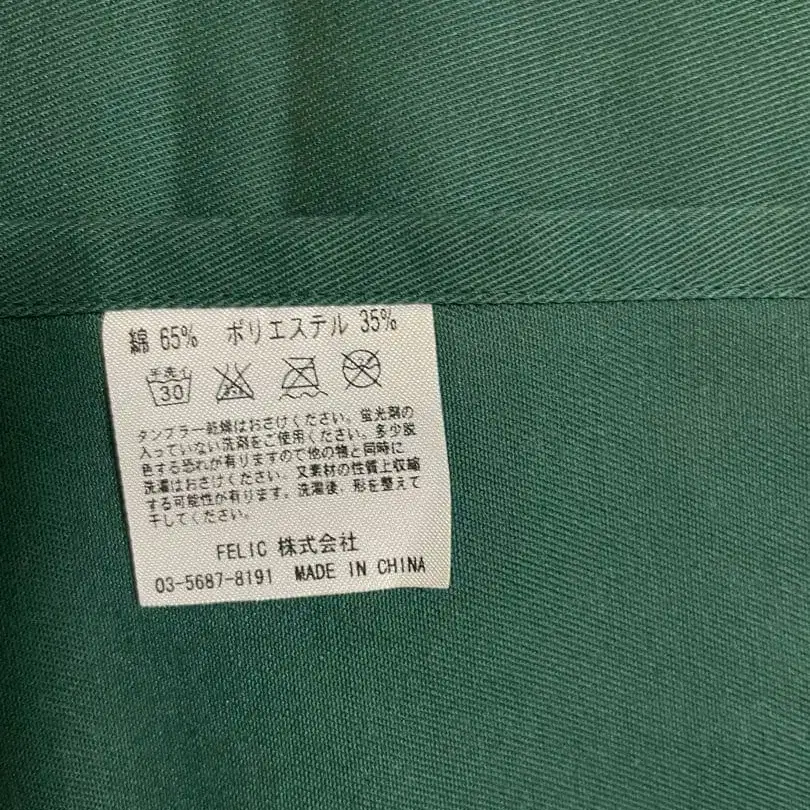 綿 65% ポリエステル 35%
手洗イ
30
タンブラー乾燥はおさけください。蛍光剤の
入っていない洗剤をご使用ください。多少脱
色する恐れが有りますので他の物と同時に
洗濯はおさけください。又素材の性質上収縮
する可能性が有ります。洗濯後、形を整えて
干してください。
FELIC 株式会社
03-5687-8191 MADE IN CHINA